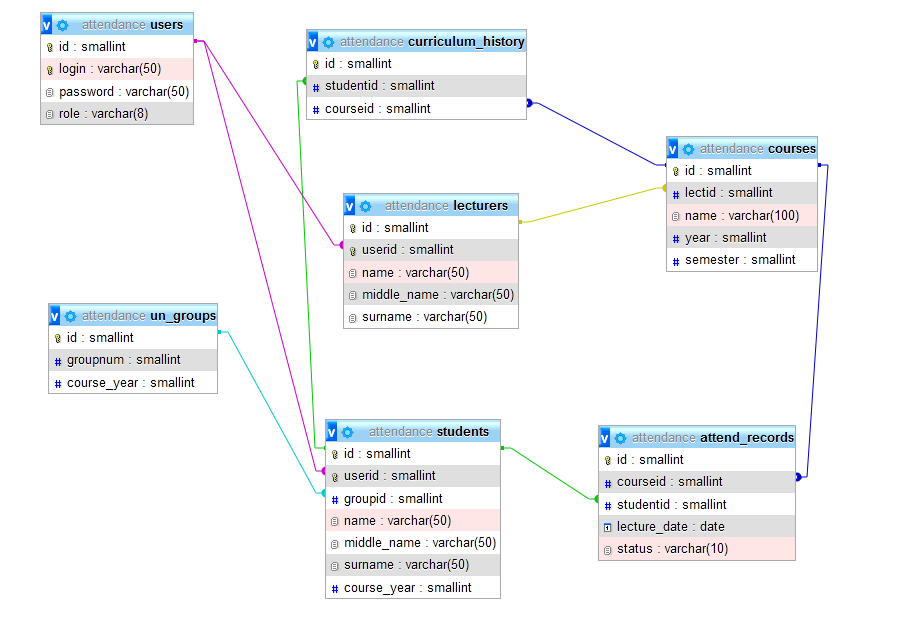 attendance users
id : smallint
login : varchar(50)
password : varchar(50)
role : varchar(8)
attendance curriculum_history
id : smallint
studentid : smallint
courseid : smallint
attendance courses
id : smallint
lectid : smallint
name : varchar(100)
year : smallint
semester : smallint
attendance lecturers
id : smallint
userid : smallint
name : varchar(50)
middle_name : varchar(50)
surname : varchar(50)
attendance un_groups
id : smallint
groupnum : smallint
course_year : smallint
attendance students
id : smallint
userid : smallint
groupid : smallint
name : varchar(50)
middle_name : varchar(50)
surname : varchar(50)
course_year : smallint
attendance attend_records
id : smallint
courseid : smallint
studentid : smallint
lecture_date : date
status : varchar(10)